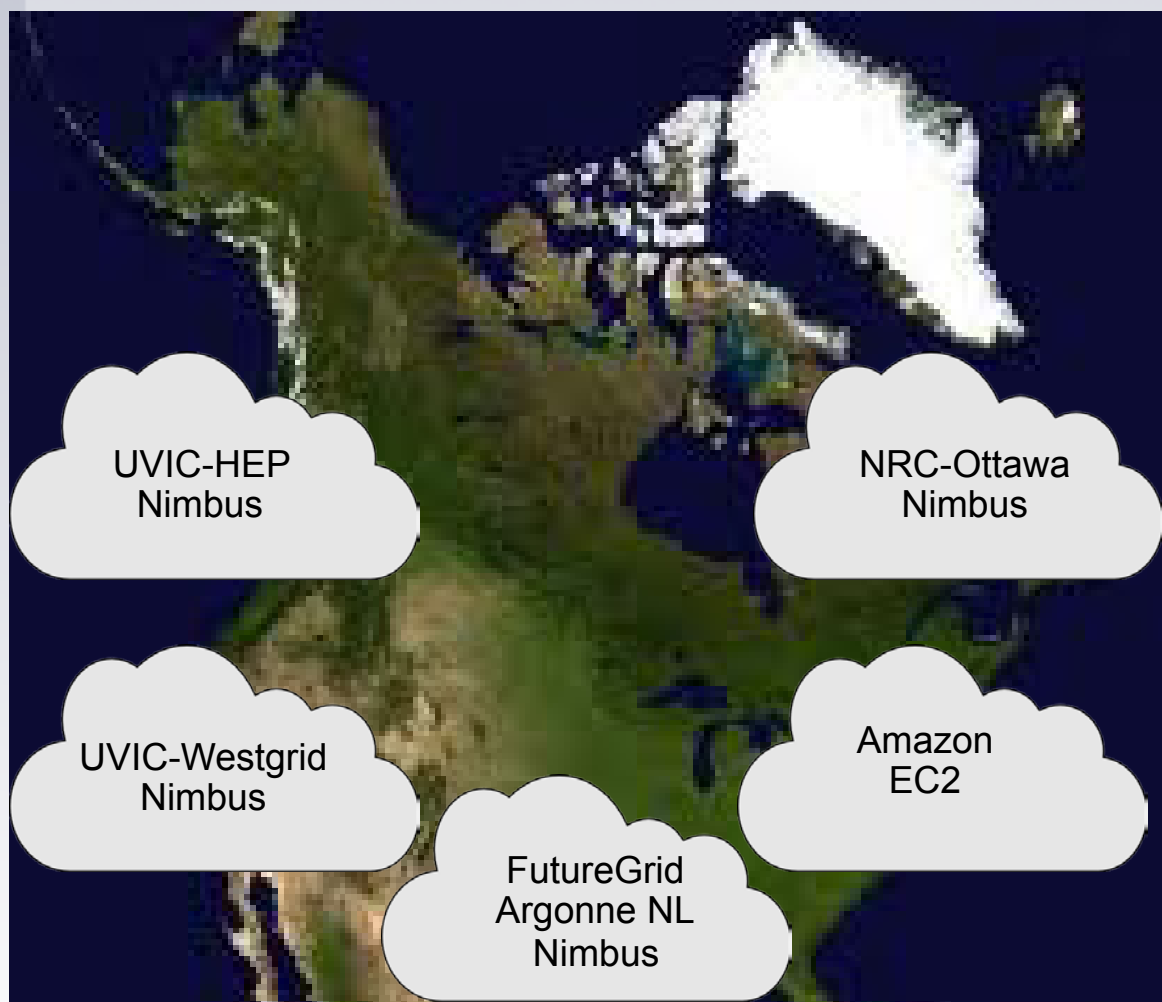 UVIC-HEP
Nimbus
NRC-Ottawa
Nimbus
UVIC-Westgrid
Nimbus
Amazon
EC2
FutureGrid
Argonne NL
Nimbus